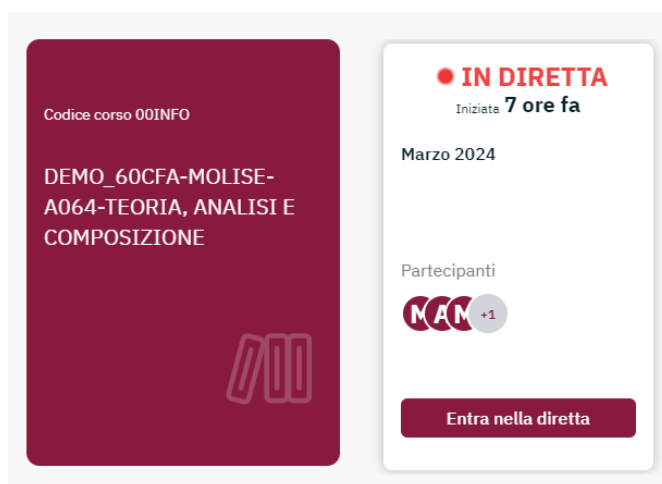 Codice corso 00INFO
DEMO_60CFA-MOLISE-
A064-TEORIA, ANALISI E
COMPOSIZIONE
IN DIRETTA
Iniziata 7 ore fa
Marzo 2024
Partecipanti
M A M +1
Entra nella diretta